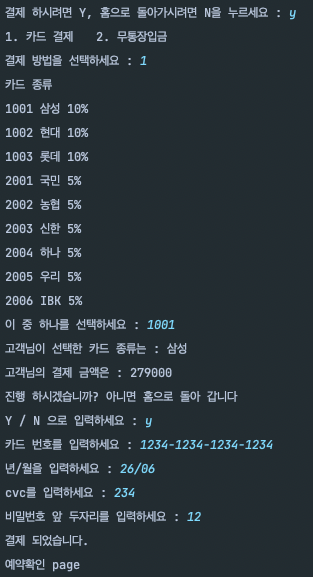 결제 하시려면 Y, 홈으로 돌아가시려면 N을 누르세요 : y
1. 카드 결제   2. 무통장입금
결제 방법을 선택하세요 : 1
카드 종류
1001 삼성 10%
1002 현대 10%
1003 롯데 10%
2001 국민 5%
2002 농협 5%
2003 신한 5%
2004 하나 5%
2005 우리 5%
2006 IBK 5%
이 중 하나를 선택하세요 : 1001
고객님이 선택한 카드 종류는 : 삼성
고객님의 결제 금액은 : 279000
진행 하시겠습니까? 아니면 홈으로 돌아 갑니다
Y / N 으로 입력하세요 : y
카드 번호를 입력하세요 : 1234-1234-1234-1234
년/월을 입력하세요 : 26/06
cvc를 입력하세요 : 234
비밀번호 앞 두자리를 입력하세요 : 12
결제 되었습니다.
예약확인 page